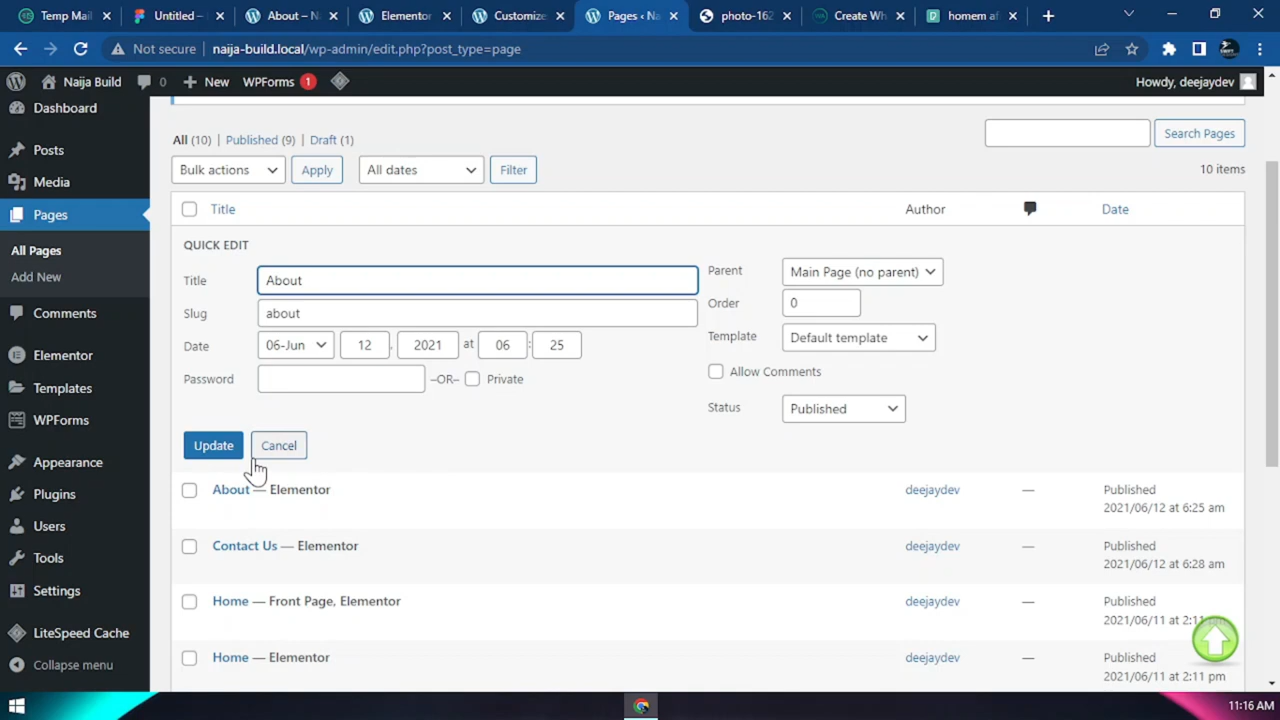 Temp Mail
Untitled –
About – N
Elementor
Customize
Pages ‹ Na
photo-162
Create Wh
homem af
Not secure
naija-build.local/wp-admin/edit.php?post_type=page
Naija Build
0
New
WPForms 1
Howdy, deejaydev
Dashboard
Posts
Media
Pages
All Pages
Add New
Comments
Elementor
Templates
WPForms
Appearance
Plugins
Users
Tools
Settings
LiteSpeed Cache
Collapse menu
All (10) | Published (9) | Draft (1)
Search Pages
Bulk actions
Apply
All dates
Filter
10 items
Title
Author
Date
QUICK EDIT
Title
About
Slug
about
Date
06-Jun
12
,
2021
at
06
:
25
Password
–OR–
Private
Parent
Main Page (no parent)
Order
0
Template
Default template
Allow Comments
Status
Published
Update
Cancel
About — Elementor
deejaydev
—
Published
2021/06/12 at 6:25 am
Contact Us — Elementor
deejaydev
—
Published
2021/06/12 at 6:28 am
Home — Front Page, Elementor
deejaydev
—
Published
2021/06/11 at 2:11
Home — Elementor
deejaydev
—
Published
2021/06/11 at 2:11 pm
11:16 AM